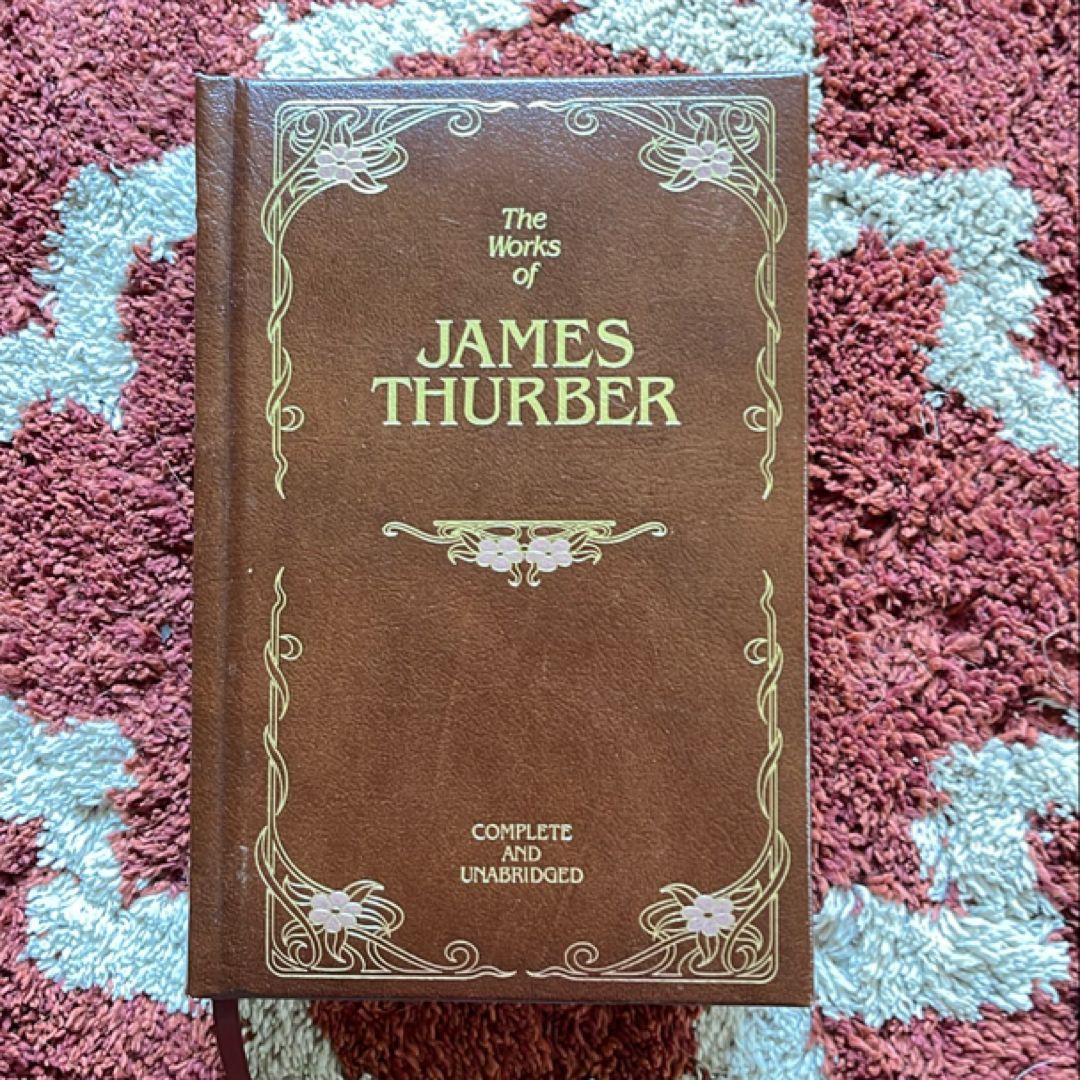 The
Works
of
JAMES
THURBER
COMPLETE
AND
UNABRIDGED